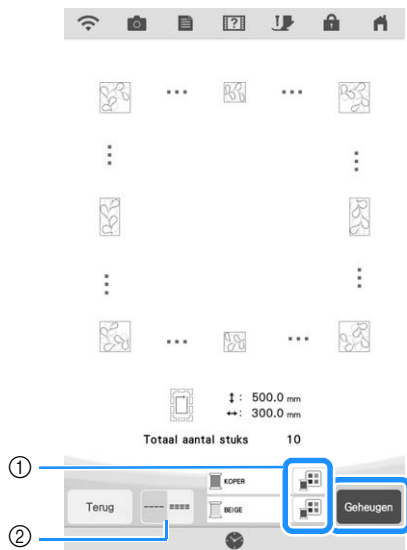 ↕ : 500.0 mm
↔ : 300.0 mm
Totaal aantal stuks 10
①
KOPER
Terug
BEIGE
Geheugen
②